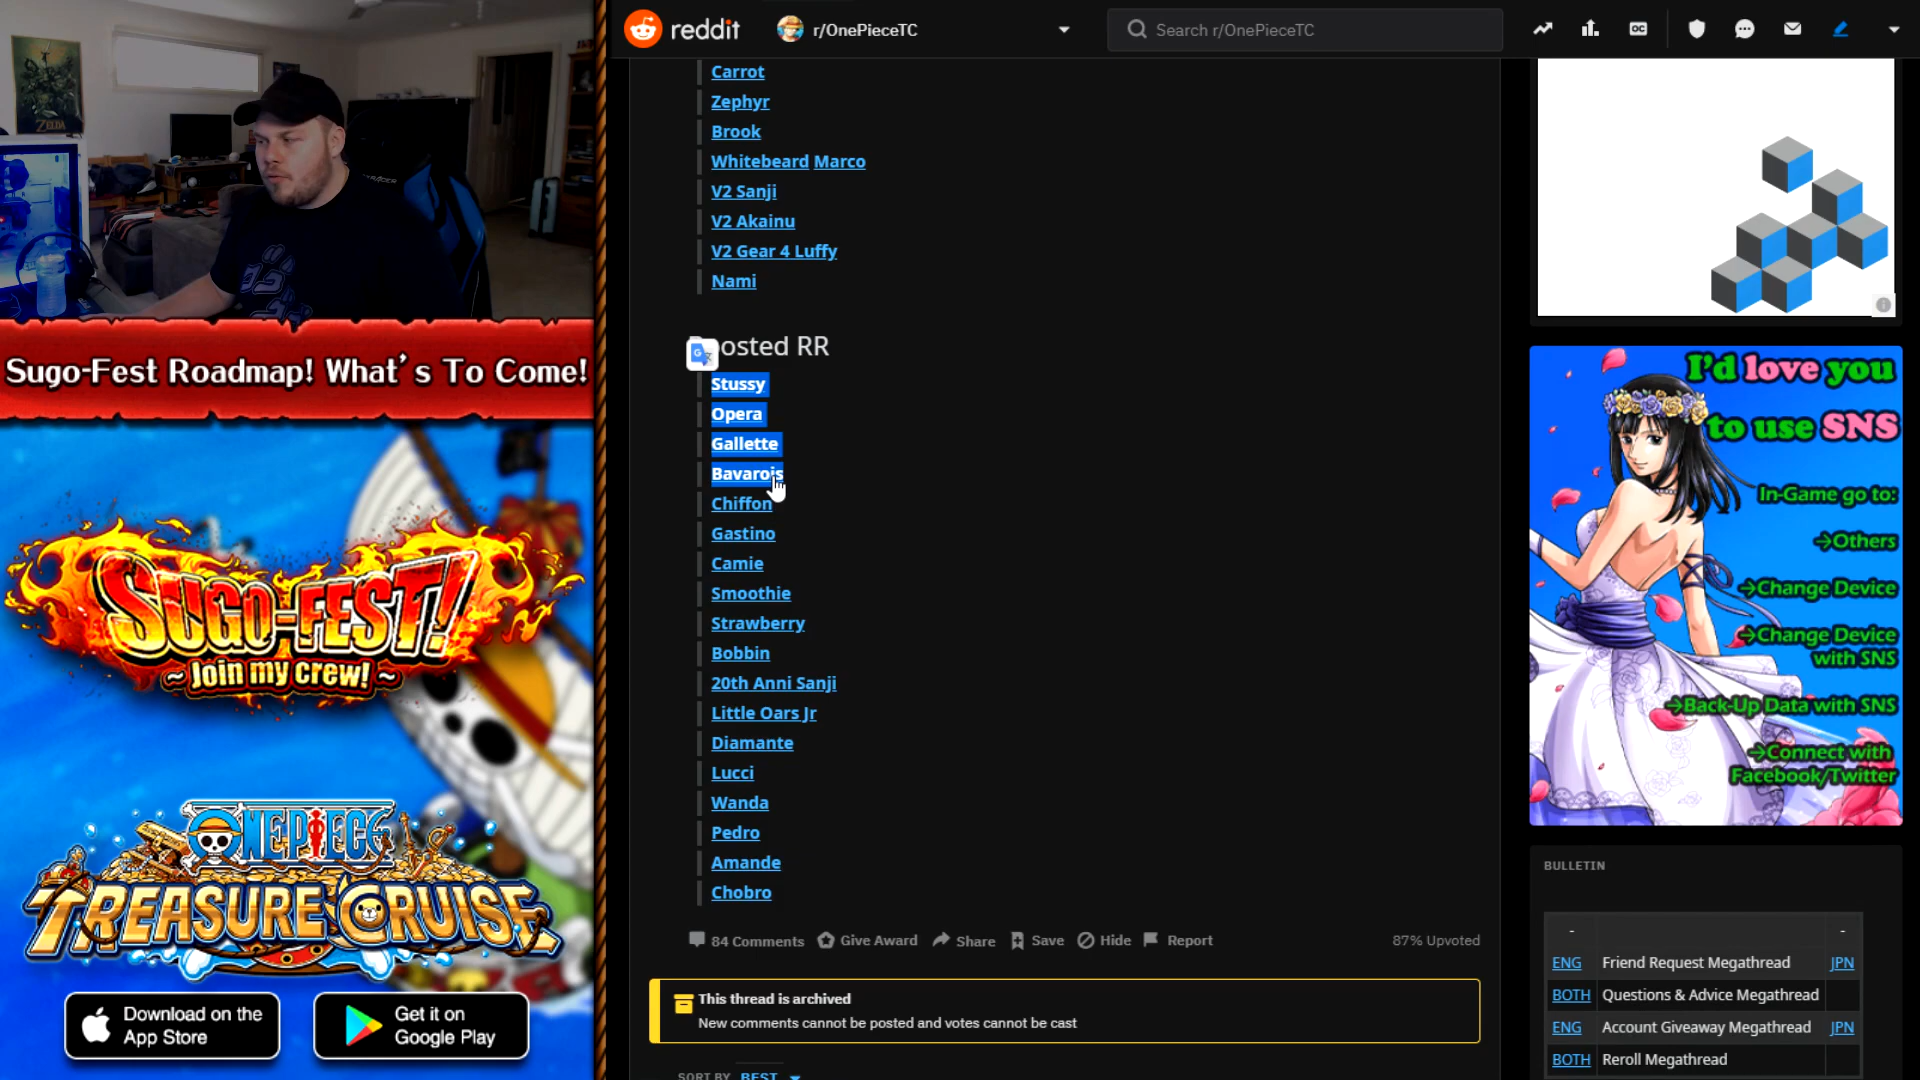 ZELDA
Sugo-Fest Roadmap! What's To Come!
SUGO-FEST!
~ Join my crew! ~
ONE PIECE
TREASURE CRUISE
Download on the
App Store
Get it on
Google Play
reddit
r/OnePieceTC
Search r/OnePieceTC
Carrot
Zephyr
Brook
Whitebeard Marco
V2 Sanji
V2 Akainu
V2 Gear 4 Luffy
Nami
oosted RR
Stussy
Opera
Gallette
Bavarois
Chiffon
Gastino
Camie
Smoothie
Strawberry
Bobbin
20th Anni Sanji
Little Oars Jr
Diamante
Lucci
Wanda
Pedro
Amande
Chobro
84 Comments Give Award Share Save Hide Report 87% Upvoted
This thread is archived
New comments cannot be posted and votes cannot be cast
SORT BY BEST
I'd love you
to use SNS
In-Game go to:
→Others
→Change Device
→Change Device
with SNS
→Back-Up Data with SNS
→Connect with
Facebook/Twitter
BULLETIN
- -
ENG Friend Request Megathread JPN
BOTH Questions & Advice Megathread
ENG Account Giveaway Megathread JPN
BOTH Reroll Megathread